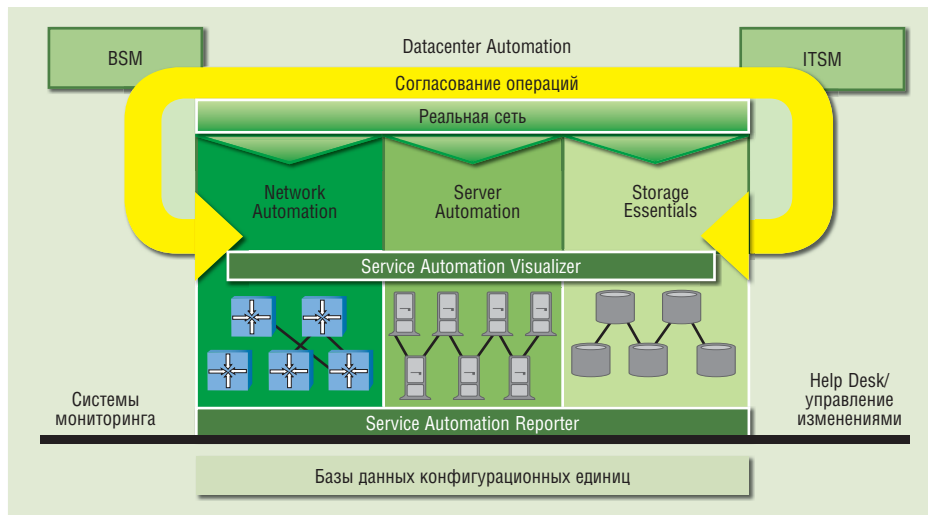 BSM
Datacenter Automation
ITSM
Согласование операций
Реальная сеть
Network
Automation
Server
Automation
Storage
Essentials
Service Automation Visualizer
Системы
мониторинга
Help Desk/
управление
изменениями
Service Automation Reporter
Базы данных конфигурационных единиц